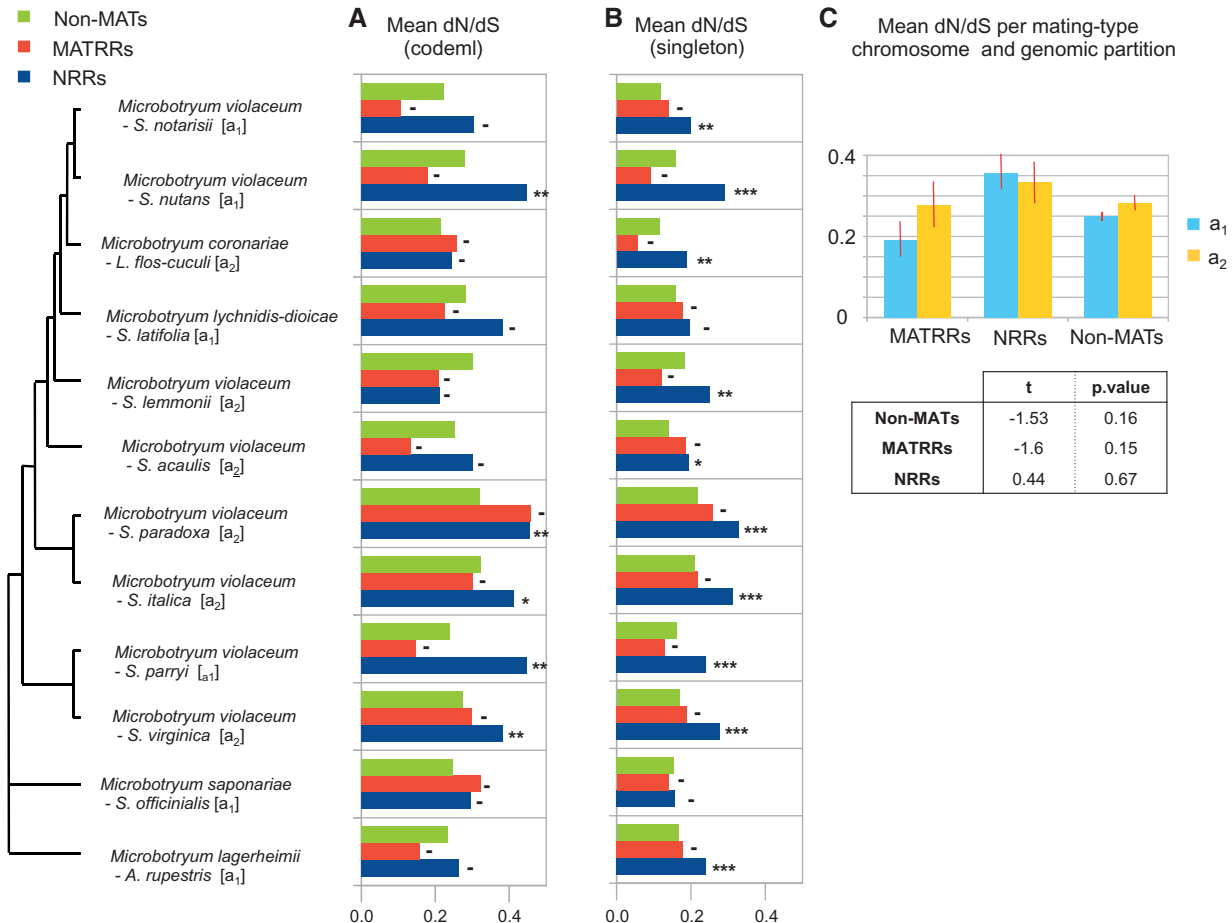 Non-MATs
MATRRs
NRRs
A
Mean dN/dS
(codeml)
B
Mean dN/dS
(singleton)
C
Mean dN/dS per mating-type
chromosome and genomic partition
Microbotryum violaceum
- S. notarisii [a1]
- -
- **
Microbotryum violaceum
- S. nutans [a1]
- **
- ***
Microbotryum coronariae
- L. flos-cuculi [a2]
- -
- **
Microbotryum lychnidis-dioicae
- S. latifolia [a1]
- -
- -
Microbotryum violaceum
- S. lemmonii [a2]
- -
- **
Microbotryum violaceum
- S. acaulis [a2]
- -
- *
Microbotryum violaceum
- S. paradoxa [a2]
- **
- ***
Microbotryum violaceum
- S. italica [a2]
- *
- ***
Microbotryum violaceum
- S. parryi [a1]
- **
- ***
Microbotryum violaceum
- S. virginica [a2]
- **
- ***
Microbotryum saponariae
- S. officinialis [a1]
- -
- -
Microbotryum lagerheimii
- A. rupestris [a1]
- -
- ***
0.0 0.2 0.4
0.0 0.2 0.4
0.4
0.2
0
MATRRs NRRs Non-MATs
a1
a2
t p.value
Non-MATs -1.53 0.16
MATRRs -1.6 0.15
NRRs 0.44 0.67